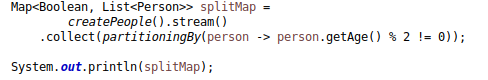 Map<Boolean, List<Person>> splitMap =
createPeople().stream()
.collect(partitioningBy(person -> person.getAge() % 2 != 0));
System.out.println(splitMap);